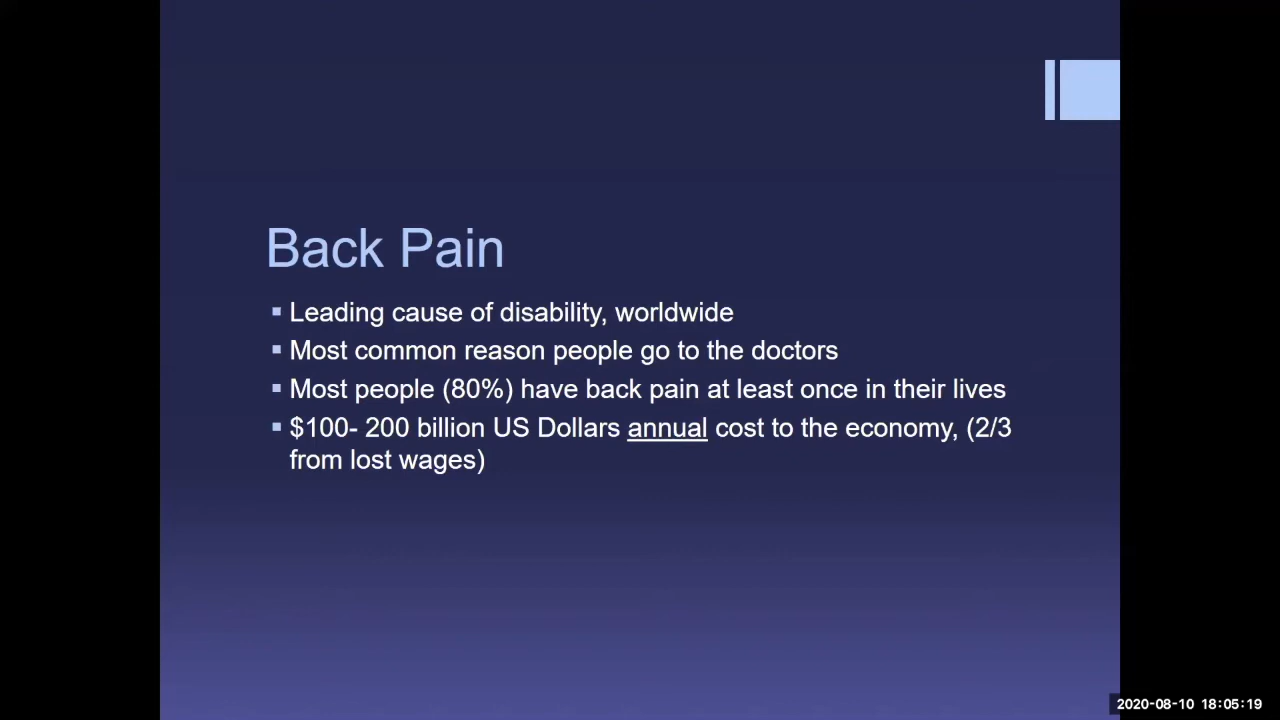 Back Pain
Leading cause of disability, worldwide
Most common reason people go to the doctors
Most people (80%) have back pain at least once in their lives
$100- 200 billion US Dollars annual cost to the economy, (2/3
from lost wages)
2020-08-10 18:05:19